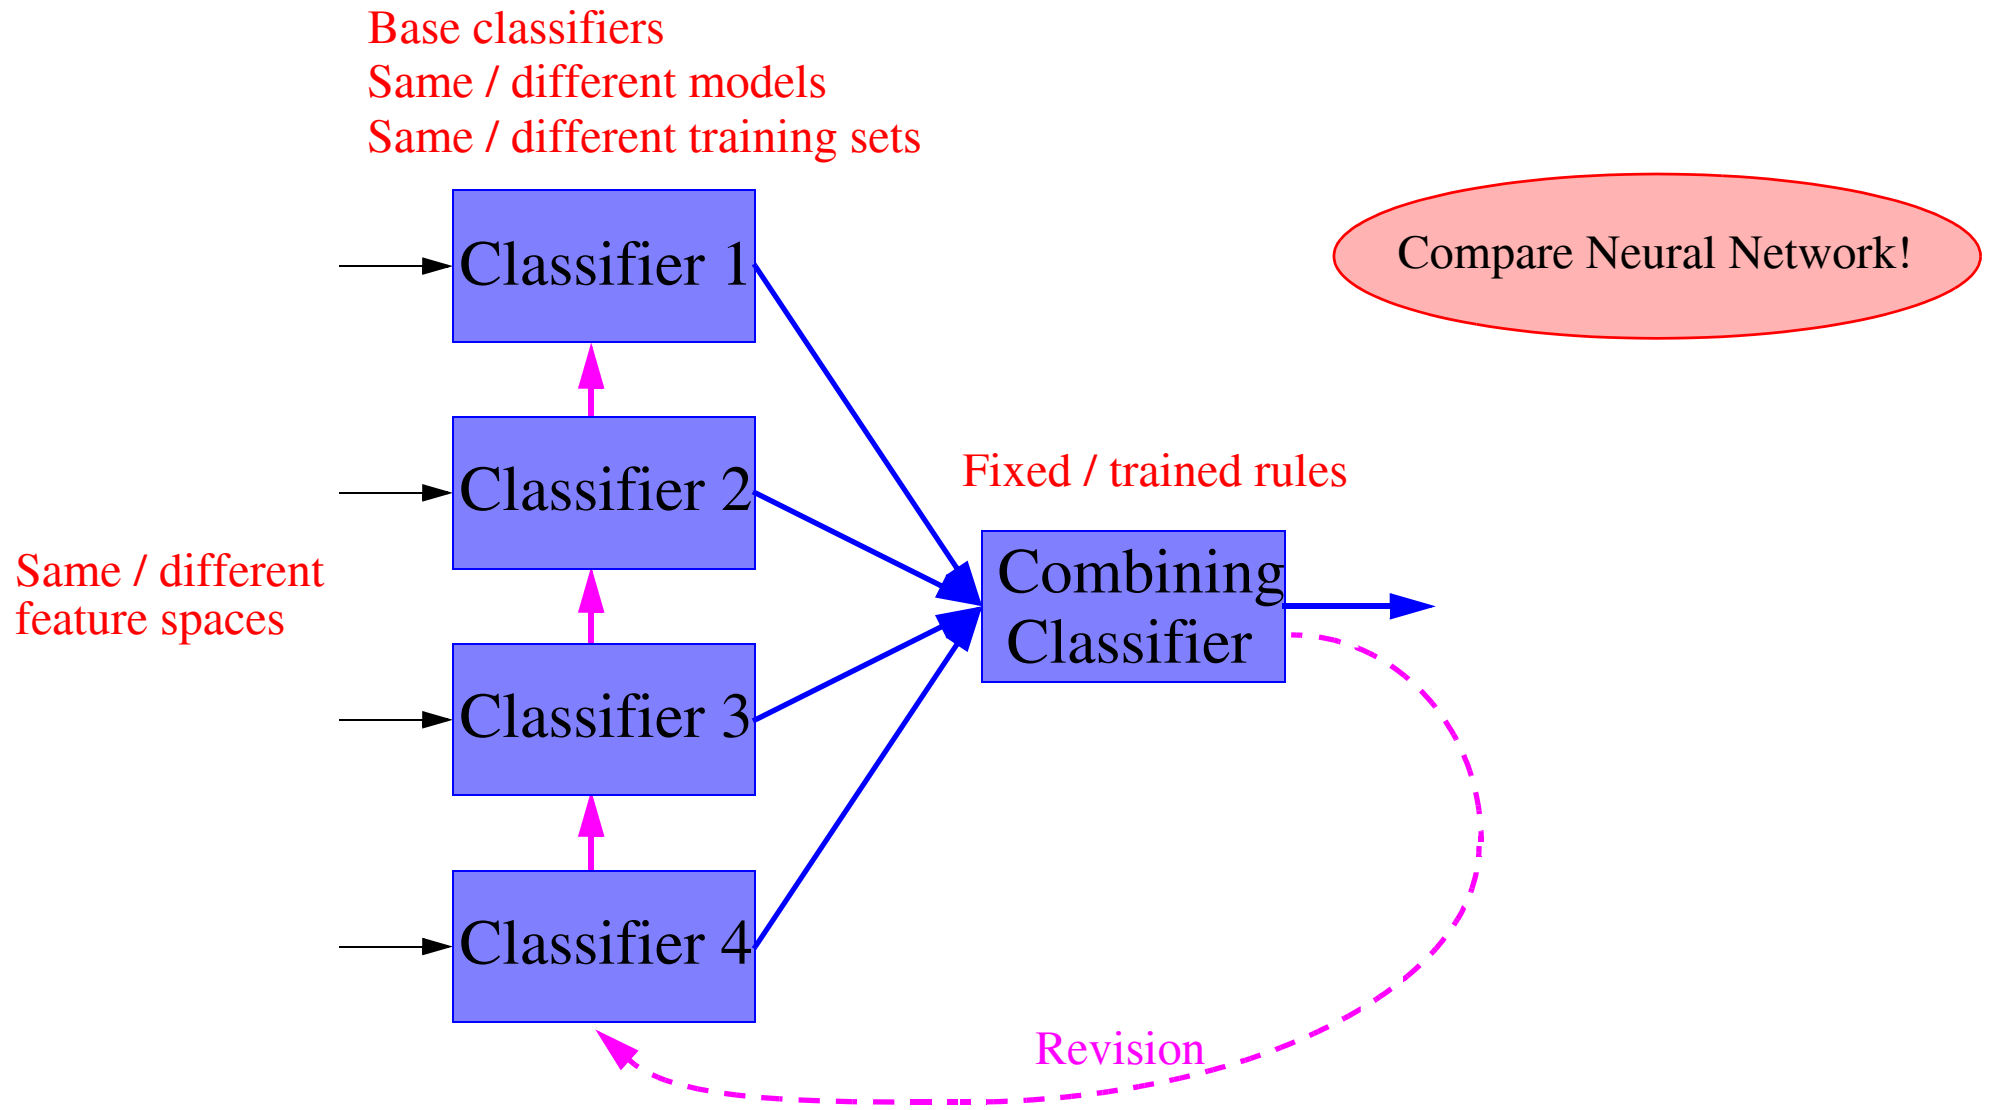 Base classifiers
Same / different models
Same / different training sets
Classifier 1
Compare Neural Network!
Classifier 2
Fixed / trained rules
Same / different
feature spaces
Combining
Classifier
Classifier 3
Classifier 4
Revision